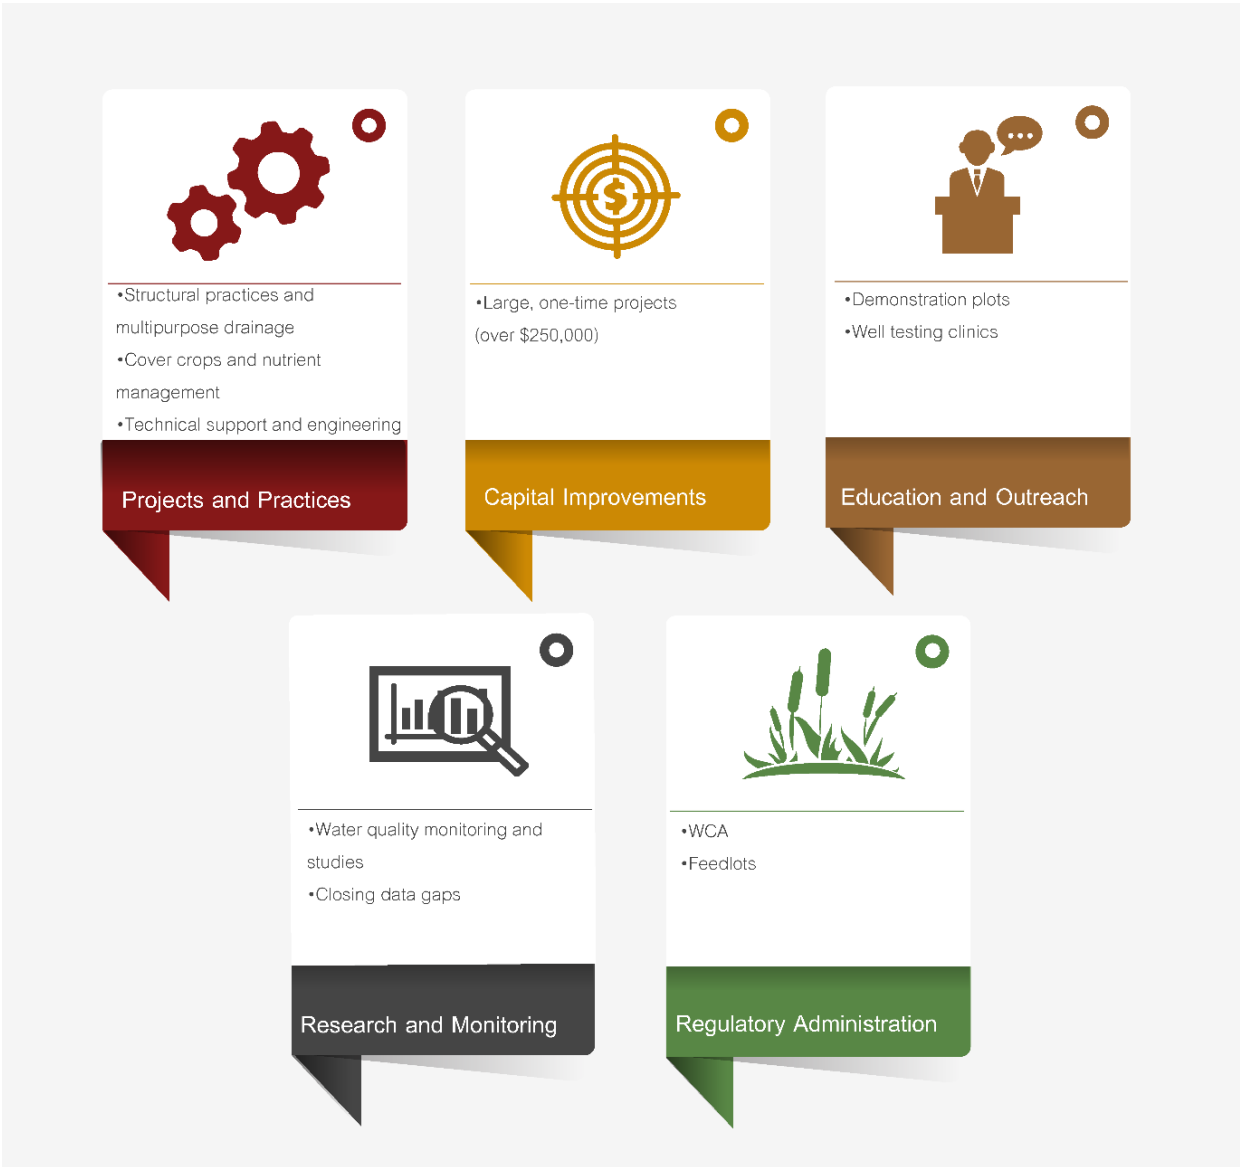 •Structural practices and
multipurpose drainage
•Cover crops and nutrient
management
•Technical support and engineering
Projects and Practices
$
•Large, one-time projects
(over $250,000)
Capital Improvements
•Demonstration plots
•Well testing clinics
Education and Outreach
•Water quality monitoring and
studies
•Closing data gaps
Research and Monitoring
•WCA
•Feedlots
Regulatory Administration